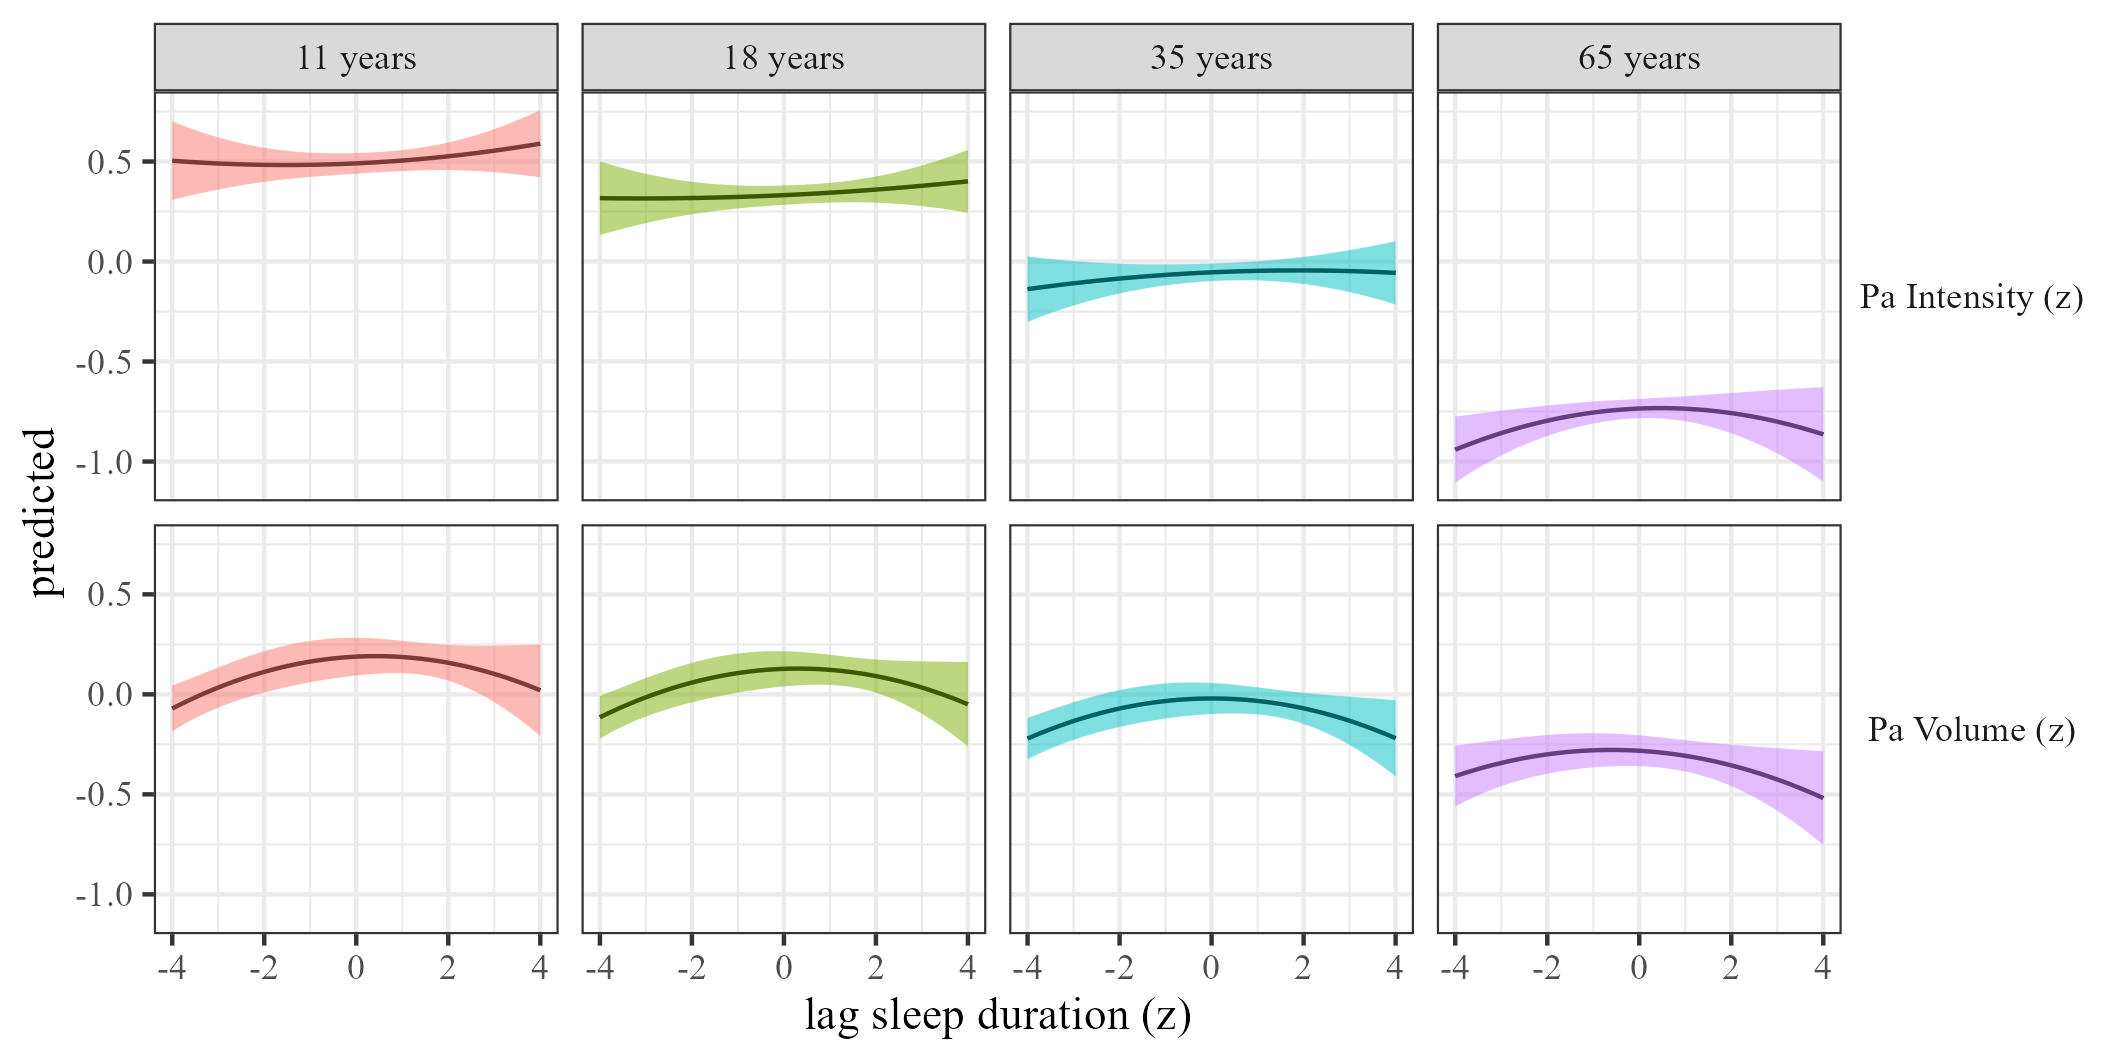 11 years
18 years
35 years
65 years
0.5
0.0
-0.5
-1.0
Pa Intensity (z)
predicted
0.5
0.0
-0.5
-1.0
Pa Volume (z)
-4 -2 0 2 4
-4 -2 0 2 4
-4 -2 0 2 4
-4 -2 0 2 4
lag sleep duration (z)